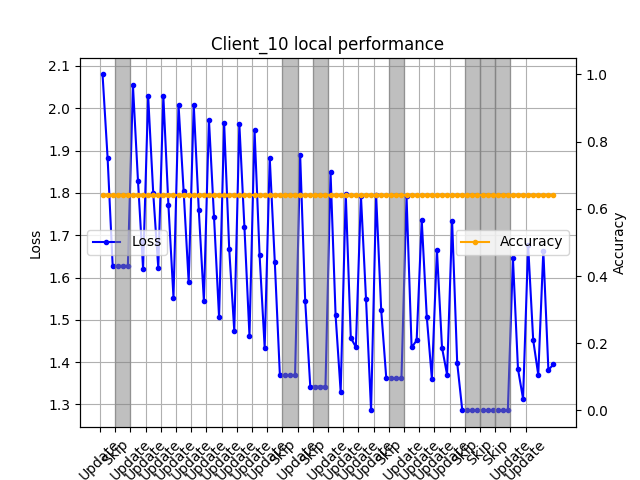 Client_10 local performance
2.1
2.0
1.9
1.8
1.7
1.6
1.5
1.4
1.3
Loss
1.0
0.8
0.6
0.4
0.2
0.0
Accuracy
Loss
Accuracy
Update
Skip
Update
Update
Update
Update
Update
Update
Update
Update
Update
Update
Skip
Update
Skip
Update
Update
Update
Update
Skip
Update
Update
Update
Update
Skip
Skip
Skip
Update
Update